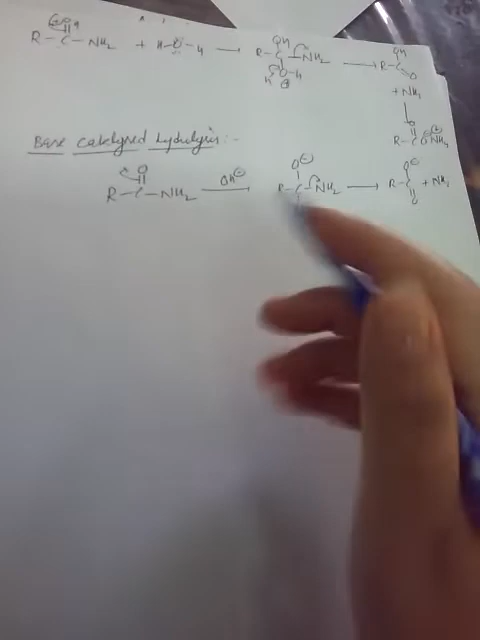 R-C-NH₂ + H-O-H → R-C-NH₂ → R-C=O
+ NH₃
R-C-O⊖ ⊕NH₄
Base catalysed hydrolysis:-
R-C-NH₂ OH⊖ → R-C-NH₂ → R-C=O + NH₃